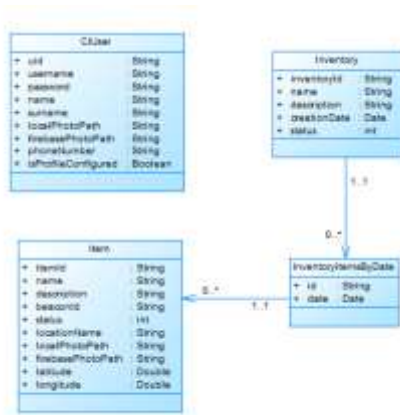 CIUser
+ uid : String
+ username : String
+ password : String
+ name : String
+ surname : String
+ localPhotoPath : String
+ firebasePhotoPath : String
+ phoneNumber : String
+ isProfileConfigured : Boolean
Inventory
+ inventoryId : String
+ name : String
+ description : String
+ creationDate : Date
+ status : int
1..1
0..*
InventoryItemsByDate
+ id : String
+ date : Date
0..*
1..1
Item
+ itemId : String
+ name : String
+ description : String
+ beaconId : String
+ status : int
+ locationName : String
+ localPhotoPath : String
+ firebasePhotoPath : String
+ latitude : Double
+ longitude : Double